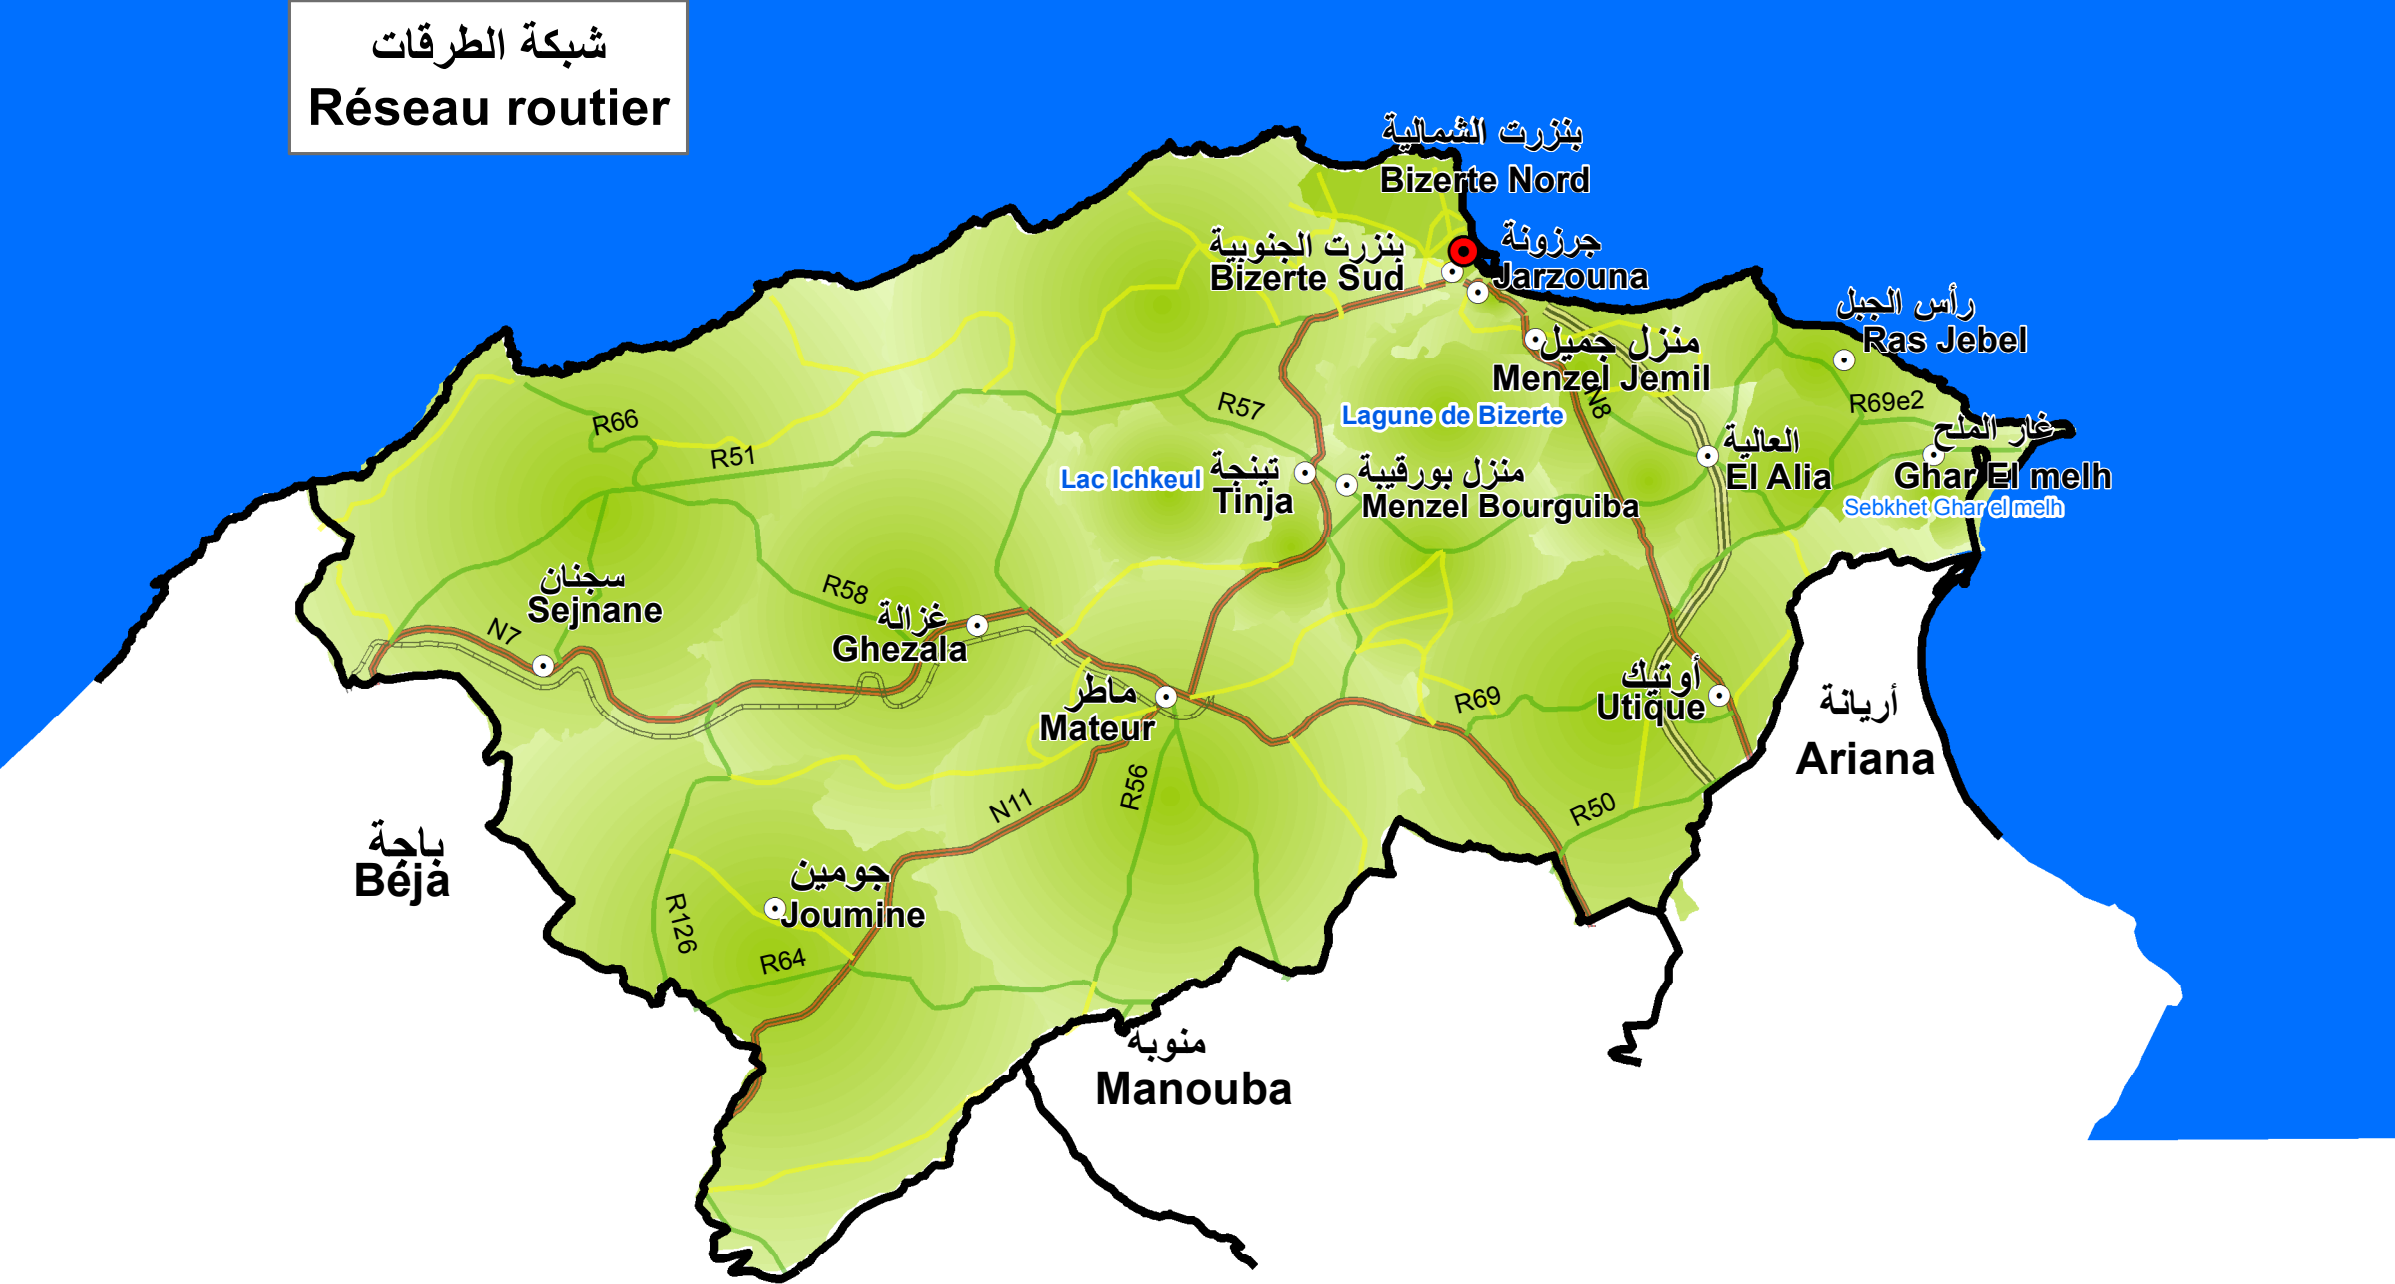 شبكة الطرقات
Réseau routier
بنزرت الشمالية
Bizerte Nord
جرزونة
Jarzouna
بنزرت الجنوبية
Bizerte Sud
رأس الجبل
Ras Jebel
منزل جميل
Menzel Jemil
N8
R69e2
R57
Lagune de Bizerte
R66
R51
غار الملح
Ghar El melh
Sebkhet Ghar el melh
العالية
El Alia
Lac Ichkeul
تينجة
Tinja
منزل بورقيبة
Menzel Bourguiba
سجنان
Sejnane
N7
R58
غزالة
Ghezala
ماطر
Mateur
R69
أوتيك
Utique
أريانة
Ariana
R56
N11
R50
باجة
Béja
جومين
Joumine
R126
R64
منوبه
Manouba